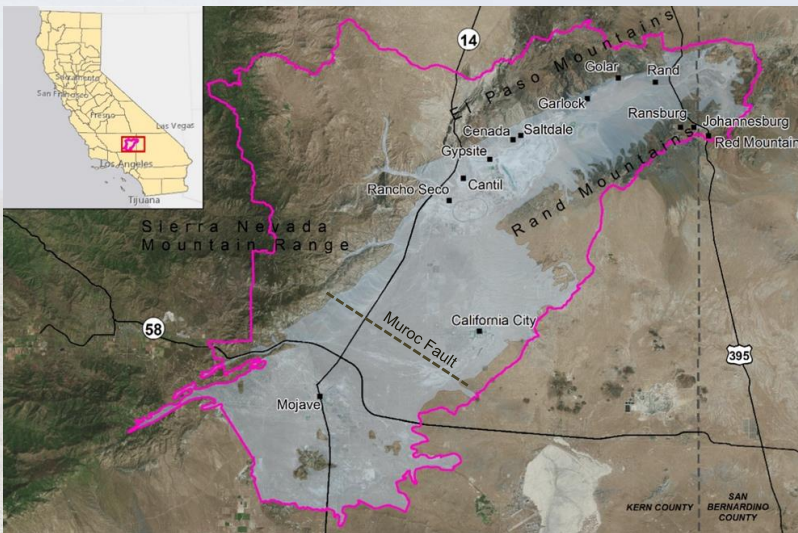 Sacramento
San Francisco
Fresno
Las Vegas
Los Angeles
Tijuana
14
El Paso Mountains
Golar
Rand
Garlock
Ransburg
Johannesburg
Cenada
Saltdale
Red Mountain
Gypsite
Rancho Seco
Cantil
Rand Mountains
Sierra Nevada
Mountain Range
58
Muroc Fault
California City
395
Mojave
KERN COUNTY
SAN
BERNARDINO
COUNTY